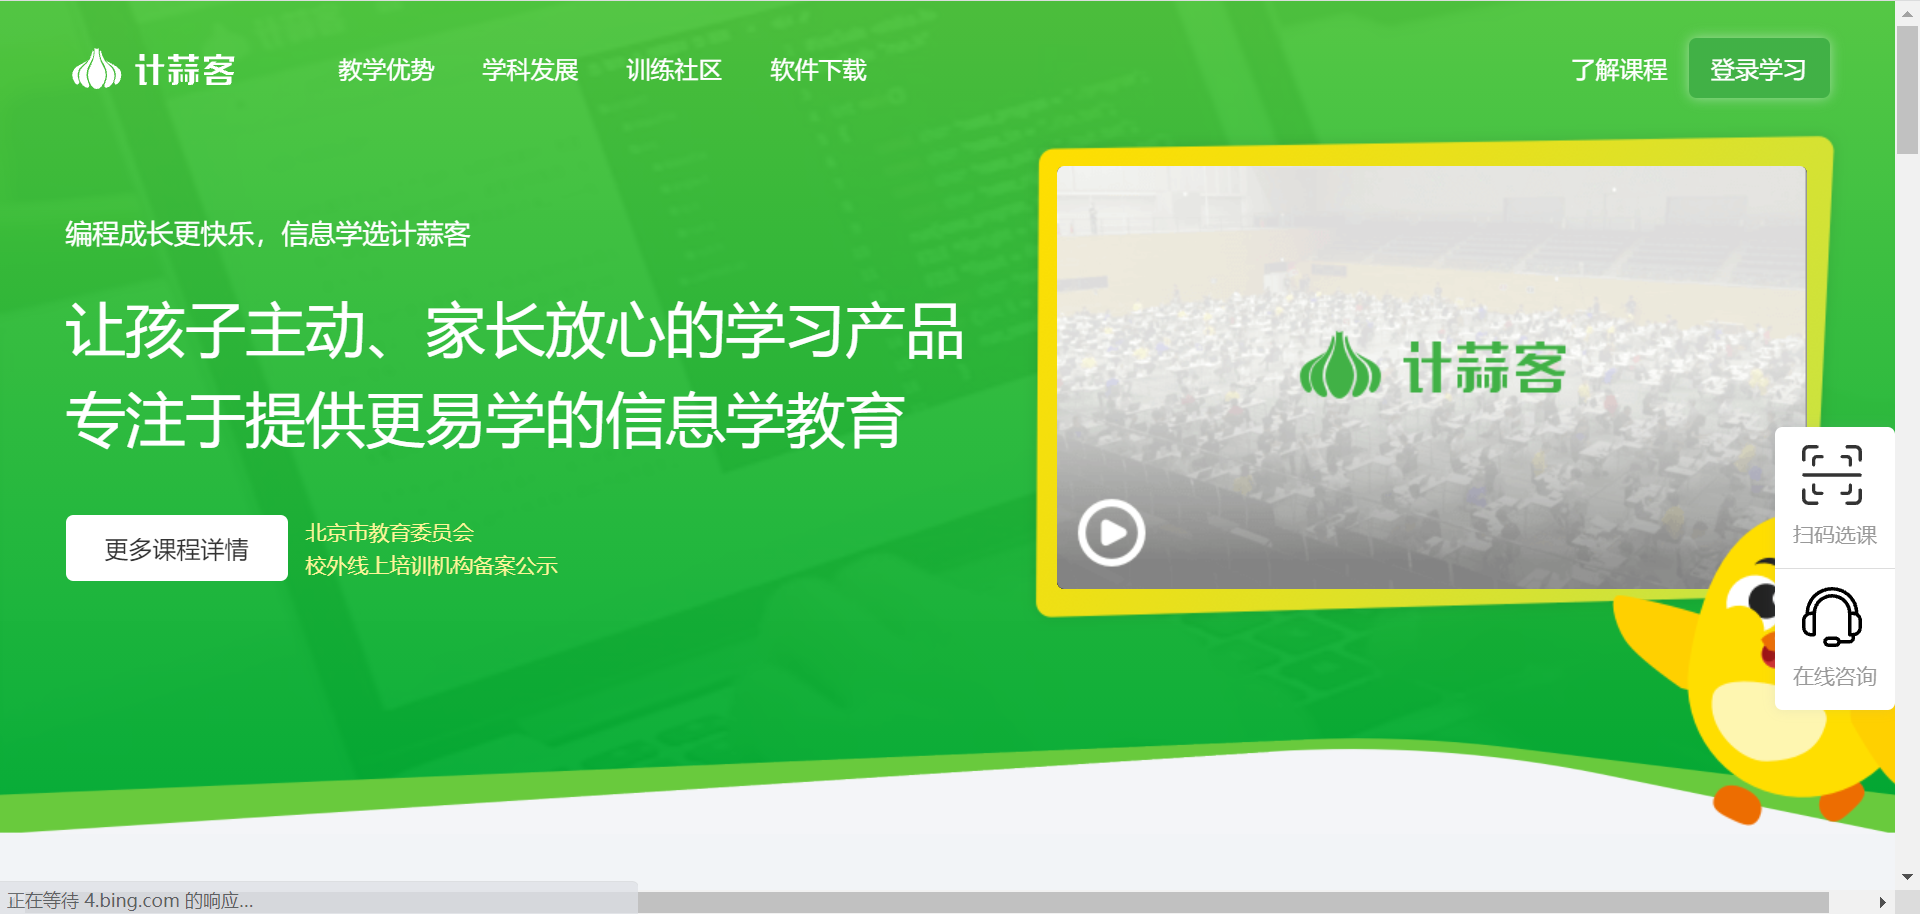 计蒜客
教学优势
学科发展
训练社区
软件下载
了解课程
登录学习
编程成长更快乐，信息学选计蒜客
让孩子主动、家长放心的学习产品
专注于提供更易学的信息学教育
更多课程详情
北京市教育委员会
校外线上培训机构备案公示
计蒜客
扫码选课
在线咨询
正在等待 4.bing.com 的响应...